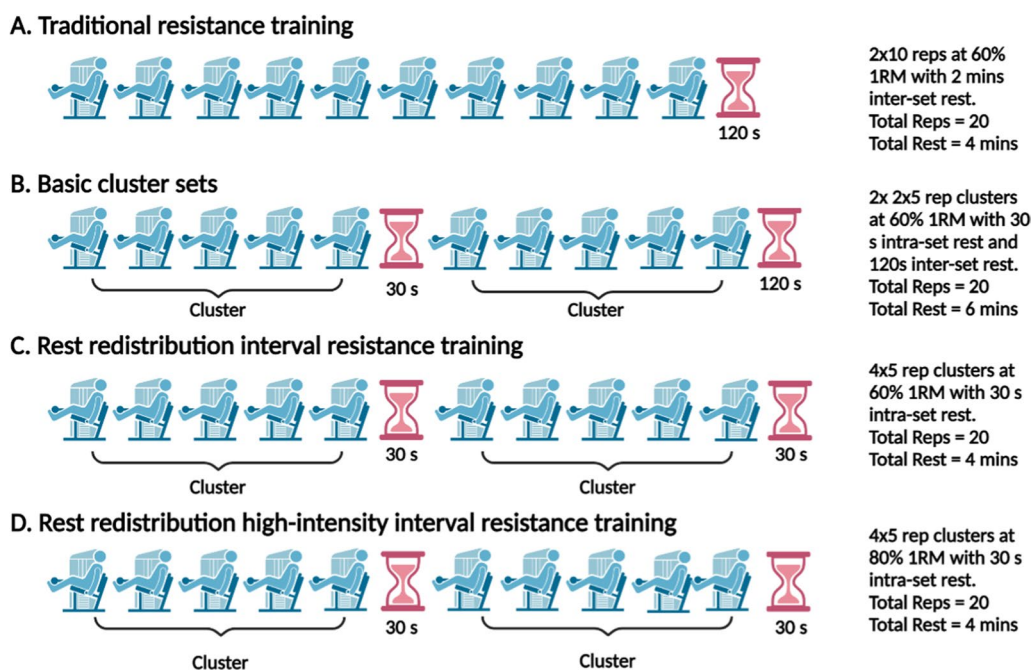 A. Traditional resistance training
120 s
2x10 reps at 60%
1RM with 2 mins
inter-set rest.
Total Reps = 20
Total Rest = 4 mins
B. Basic cluster sets
30 s
120 s
Cluster
Cluster
2x 2x5 rep clusters
at 60% 1RM with 30
s intra-set rest and
120s inter-set rest.
Total Reps = 20
Total Rest = 6 mins
C. Rest redistribution interval resistance training
30 s
30 s
Cluster
Cluster
4x5 rep clusters at
60% 1RM with 30 s
intra-set rest.
Total Reps = 20
Total Rest = 4 mins
D. Rest redistribution high-intensity interval resistance training
30 s
30 s
Cluster
Cluster
4x5 rep clusters at
80% 1RM with 30 s
intra-set rest.
Total Reps = 20
Total Rest = 4 mins